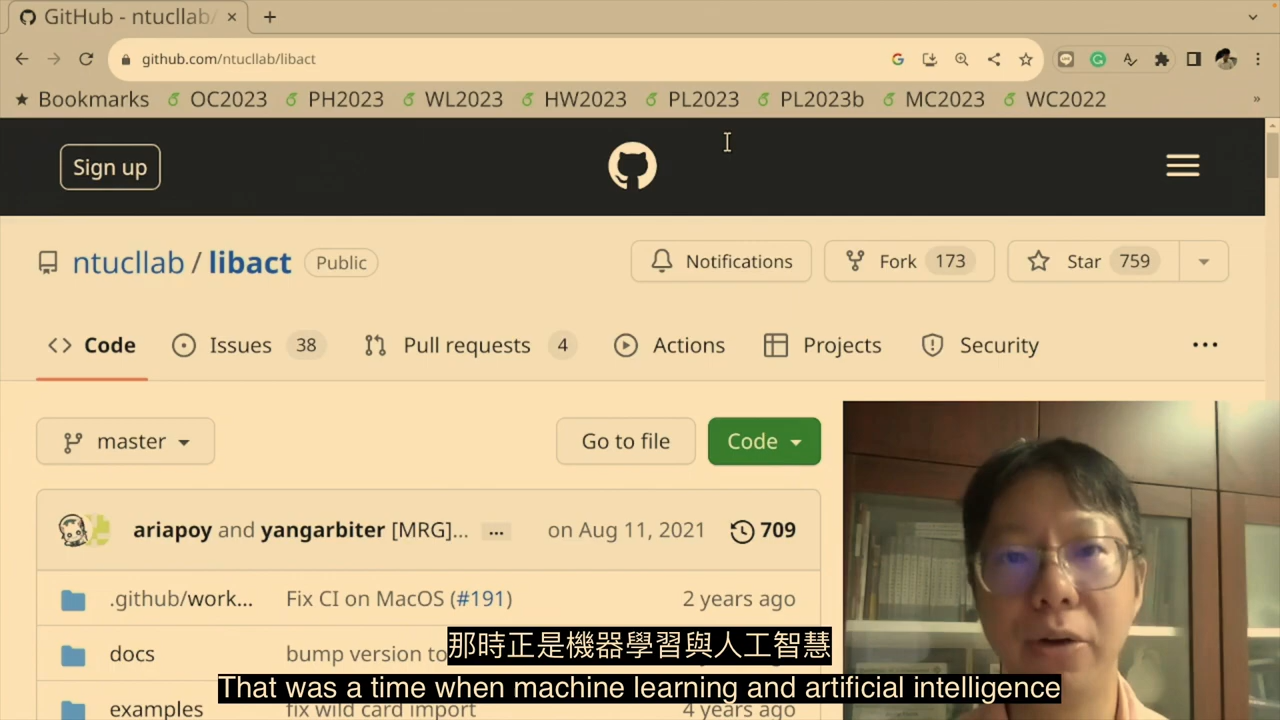 GitHub - ntucllab/
github.com/ntucllab/libact
Bookmarks OC2023 PH2023 WL2023 HW2023 PL2023 PL2023b MC2023 WC2022 »
Sign up
ntucllab / libact Public Notifications Fork 173 Star 759
Code Issues 38 Pull requests 4 Actions Projects Security
master Go to file Code
ariapoy and yangarbiter [MRG]... on Aug 11, 2021 709
.github/work... Fix CI on MacOS (#191) 2 years ago
docs bump version to
examples fix wild card import 4 years ago
那時正是機器學習與人工智慧
That was a time when machine learning and artificial intelligence